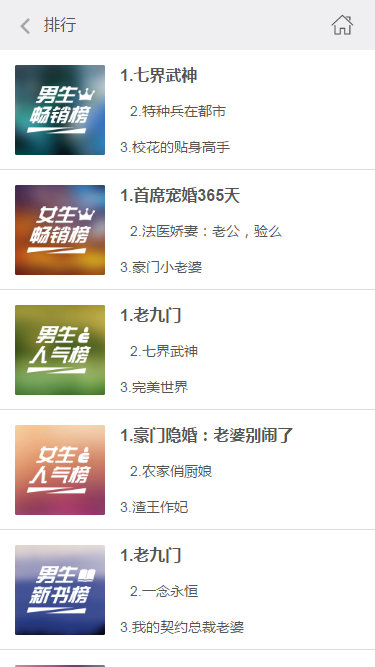 排行
男生
畅销榜
1.七界武神
2.特种兵在都市
3.校花的贴身高手
女生
畅销榜
1.首席宠婚365天
2.法医娇妻：老公，验么
3.豪门小老婆
男生
人气榜
1.老九门
2.七界武神
3.完美世界
女生
人气榜
1.豪门隐婚：老婆别闹了
2.农家俏厨娘
3.渣王作妃
男生
新书榜
1.老九门
2.一念永恒
3.我的契约总裁老婆